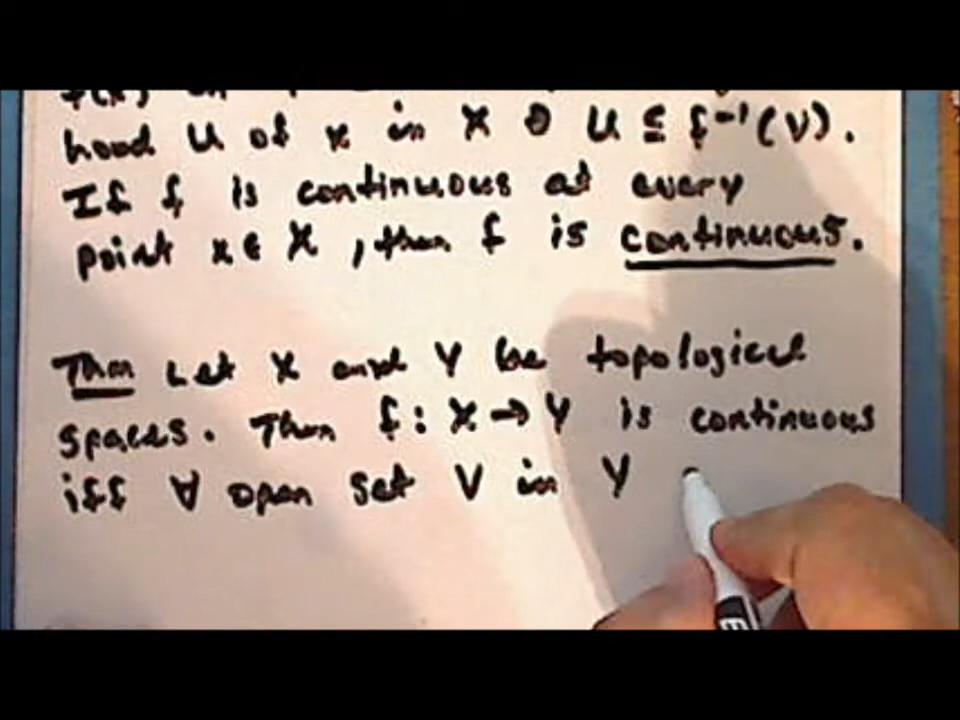 hood U of x in X ∋ U ⊆ f⁻¹(V).
If f is continuous at every
point x ∈ X, then f is continuous.
Thm Let X and Y be topological
spaces. Then f: X → Y is continuous
iff ∀ open set V in Y